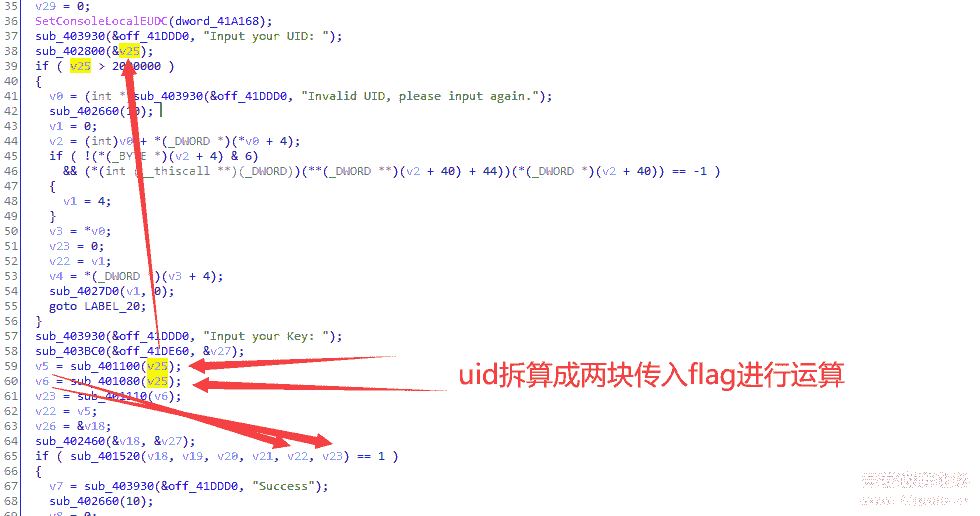 35 v29 = 0;
36 SetConsoleLocalEUDC(dword_41A168);
37 sub_403930(&off_41DDD0, "Input your UID: ");
38 sub_402800(&v25);
39 if ( v25 > 2000000 )
40 {
41 v0 = (int *)sub_403930(&off_41DDD0, "Invalid UID, please input again.");
42 sub_402660(10);
43 v1 = 0;
44 v2 = (int)v0 + *(_DWORD *)(*v0 + 4);
45 if ( !(*(_BYTE *)(v2 + 4) & 6)
46 && (*(int (__thiscall **)(_DWORD))(**(_DWORD **)(v2 + 40) + 44))(*(_DWORD *)(v2 + 40)) == -1 )
47 {
48 v1 = 4;
49 }
50 v3 = *v0;
51 v23 = 0;
52 v22 = v1;
53 v4 = *(_DWORD *)(v3 + 4);
54 sub_4027D0(v1, 0);
55 goto LABEL_20;
56 }
57 sub_403930(&off_41DDD0, "Input your Key: ");
58 sub_403BC0(&off_41DE60, &v27);
59 v5 = sub_401100(v25);
60 v6 = sub_401080(v25);
uid拆算成两块传入flag进行运算
61 v23 = sub_401110(v6);
62 v22 = v5;
63 v26 = &v18;
64 sub_402460(&v18, &v27);
65 if ( sub_401520(v18, v19, v20, v21, v22, v23) == 1 )
66 {
67 v7 = sub_403930(&off_41DDD0, "Success");
68 sub_402660(10);
69 v8 = 0;